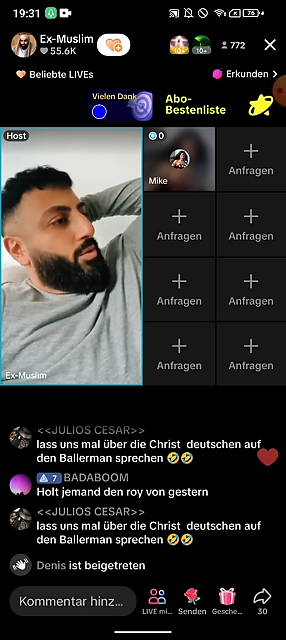 19:31
76
Ex-Muslim
55.6K
10+
10+
772
Beliebte LIVEs
Erkunden >
Vielen Dank
Abo-
Bestenliste
Host
0
Mike
Anfragen
Anfragen
Anfragen
Anfragen
Anfragen
Anfragen
Anfragen
Ex-Muslim
<<JULIOS CESAR>>
lass uns mal über die Christ deutschen auf
den Ballerman sprechen 🤣🤣
7 BADABOOM
Holt jemand den roy von gestern
<<JULIOS CESAR>>
lass uns mal über die Christ deutschen auf
den Ballerman sprechen 🤣🤣
Denis ist beigetreten
Kommentar hinz...
LIVE mi...
Senden
Gesche...
30